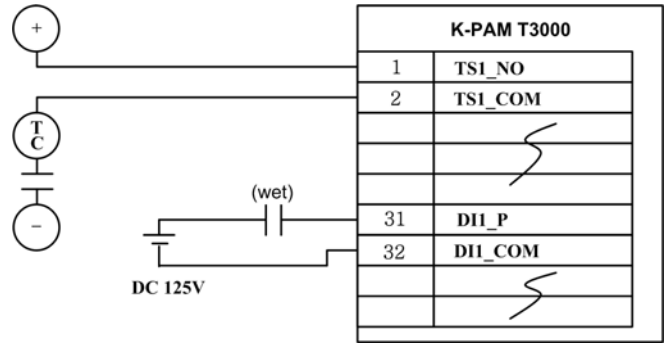 +
K-PAM T3000
1 TS1_NO
2 TS1_COM
T
C
(wet)
31 DI1_P
32 DI1_COM
−
DC 125V